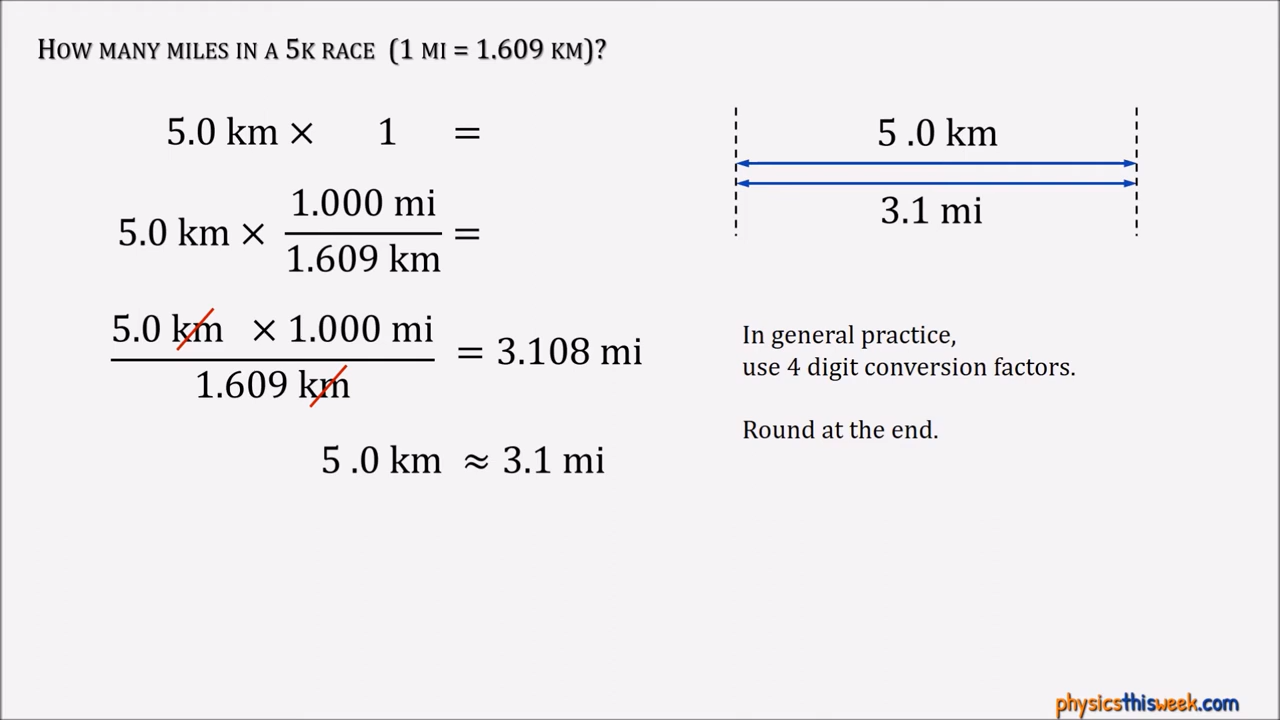 HOW MANY MILES IN A 5K RACE (1 MI = 1.609 KM)?
5.0 km × 1 =
5.0 km × 1.000 mi / 1.609 km =
5.0 km × 1.000 mi / 1.609 km = 3.108 mi
5 .0 km ≈ 3.1 mi
5 .0 km
3.1 mi
In general practice,
use 4 digit conversion factors.
Round at the end.
physicsthisweek.com